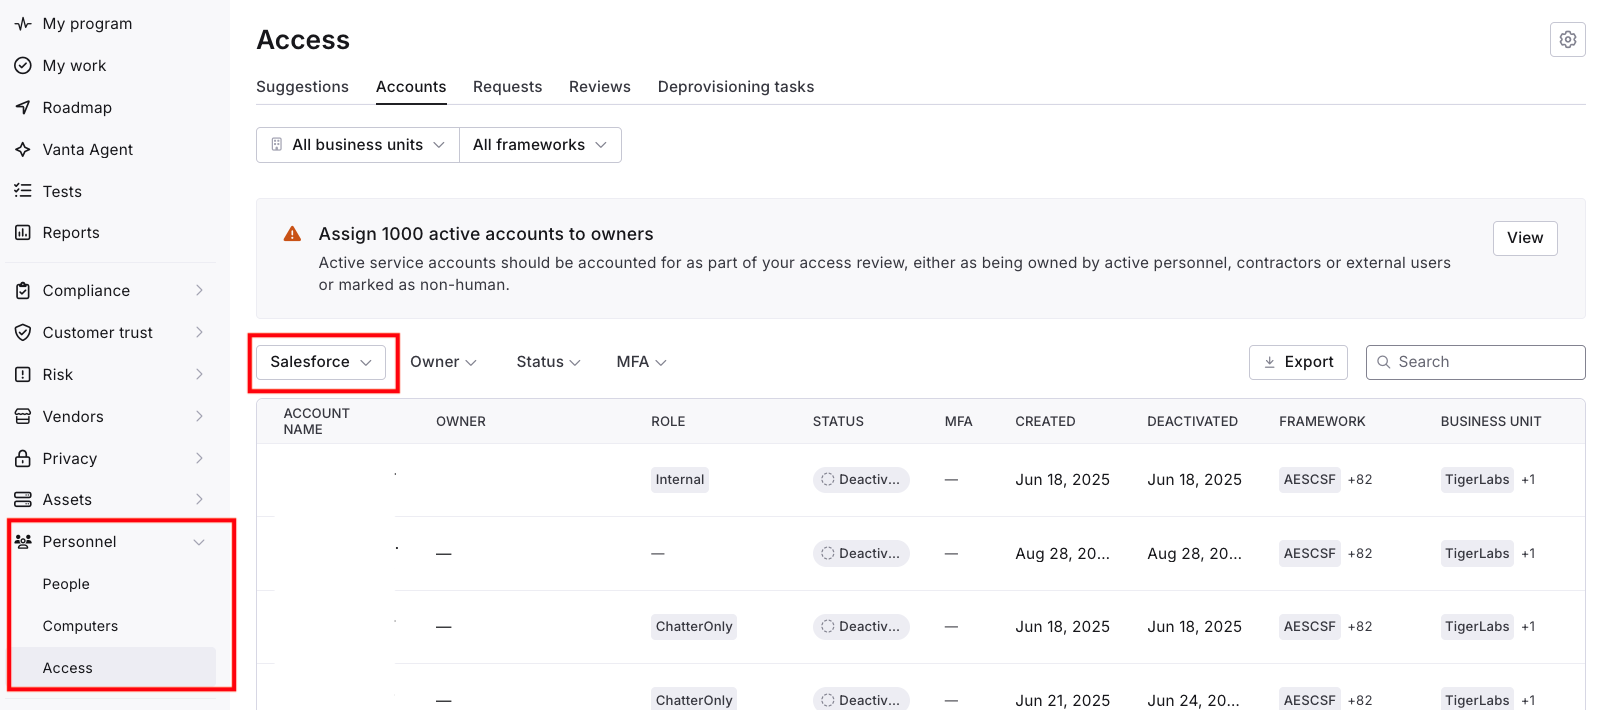 My program
My work
Roadmap
Vanta Agent
Tests
Reports
Compliance
Customer trust
Risk
Vendors
Privacy
Assets
Personnel
People
Computers
Access
Access
Suggestions Accounts Requests Reviews Deprovisioning tasks
All business units All frameworks
Assign 1000 active accounts to owners
Active service accounts should be accounted for as part of your access review, either as being owned by active personnel, contractors or external users
or marked as non-human.
View
Salesforce Owner Status MFA Export Search
ACCOUNT NAME OWNER ROLE STATUS MFA CREATED DEACTIVATED FRAMEWORK BUSINESS UNIT
Internal Deactiv... — Jun 18, 2025 Jun 18, 2025 AESCSF +82 TigerLabs +1
— — Deactiv... — Aug 28, 20... Aug 28, 20... AESCSF +82 TigerLabs +1
— ChatterOnly Deactiv... — Jun 18, 2025 Jun 18, 2025 AESCSF +82 TigerLabs +1
— ChatterOnly Deactiv... — Jun 21, 2025 Jun 24, 20... AESCSF +82 TigerLabs +1